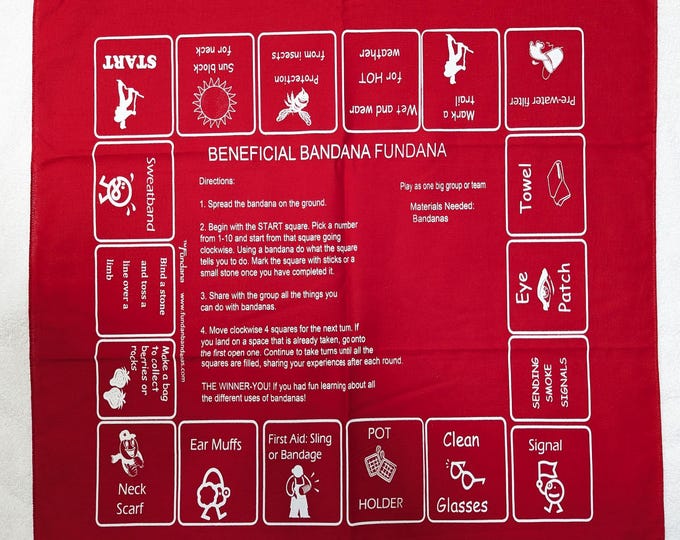 START
Sun block
for neck
Protection
from insects
Wet and wear
for HOT
weather
Mark a
trail
Pre-water filter
Towel
Eye
Patch
SENDING
SMOKE
SIGNALS
Signal
Clean
Glasses
POT
HOLDER
First Aid: Sling
or Bandage
Ear Muffs
Neck
Scarf
Make a bag
to collect
berries or
rocks
Bind a stone
and toss a
line over a
limb
Sweatband
BENEFICIAL BANDANA FUNDANA
Directions:
1. Spread the bandana on the ground.
2. Begin with the START square. Pick a number
from 1-10 and start from that square going
clockwise. Using a bandana do what the square
tells you to do. Mark the square with sticks or a
small stone once you have completed it.
3. Share with the group all the things you
can do with bandanas.
4. Move clockwise 4 squares for the next turn. If
you land on a space that is already taken, go onto
the first open one. Continue to take turns until all the
squares are filled, sharing your experiences after each round.
THE WINNER-YOU! If you had fun learning about all
the different uses of bandanas!
Play as one big group or team
Materials Needed:
Bandanas
The Fundana www.fundanbandanas.com